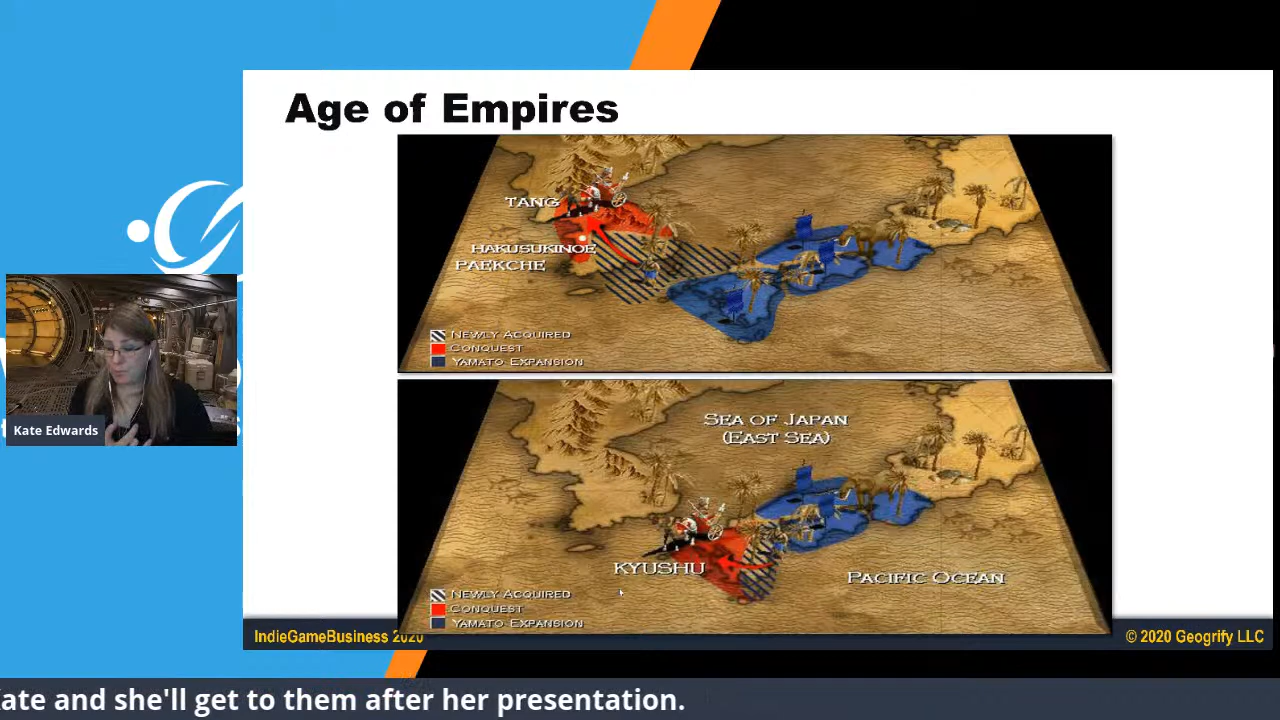 Age of Empires
TANG
HAKUSUKINOE
PAEKCHE
NEWLY ACQUIRED
CONQUEST
YAMATO EXPANSION
SEA OF JAPAN
(EAST SEA)
KYUSHU
PACIFIC OCEAN
NEWLY ACQUIRED
CONQUEST
YAMATO EXPANSION
Kate Edwards
IndieGameBusiness 2020
© 2020 Geogrify LLC
Kate and she'll get to them after her presentation.